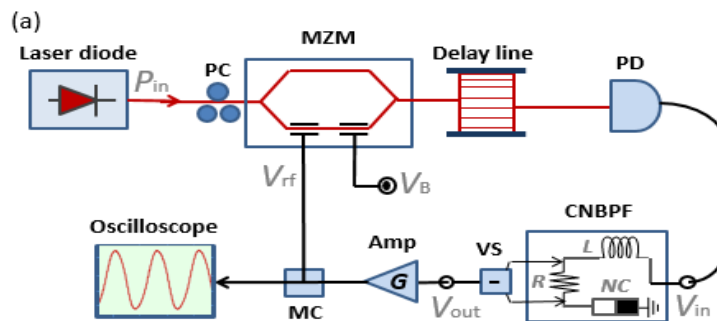 (a)
Laser diode
P_in
PC
MZM
Delay line
PD
V_rf
V_B
Oscilloscope
MC
Amp
G
V_out
VS
-
CNBPF
L
R
NC
V_in